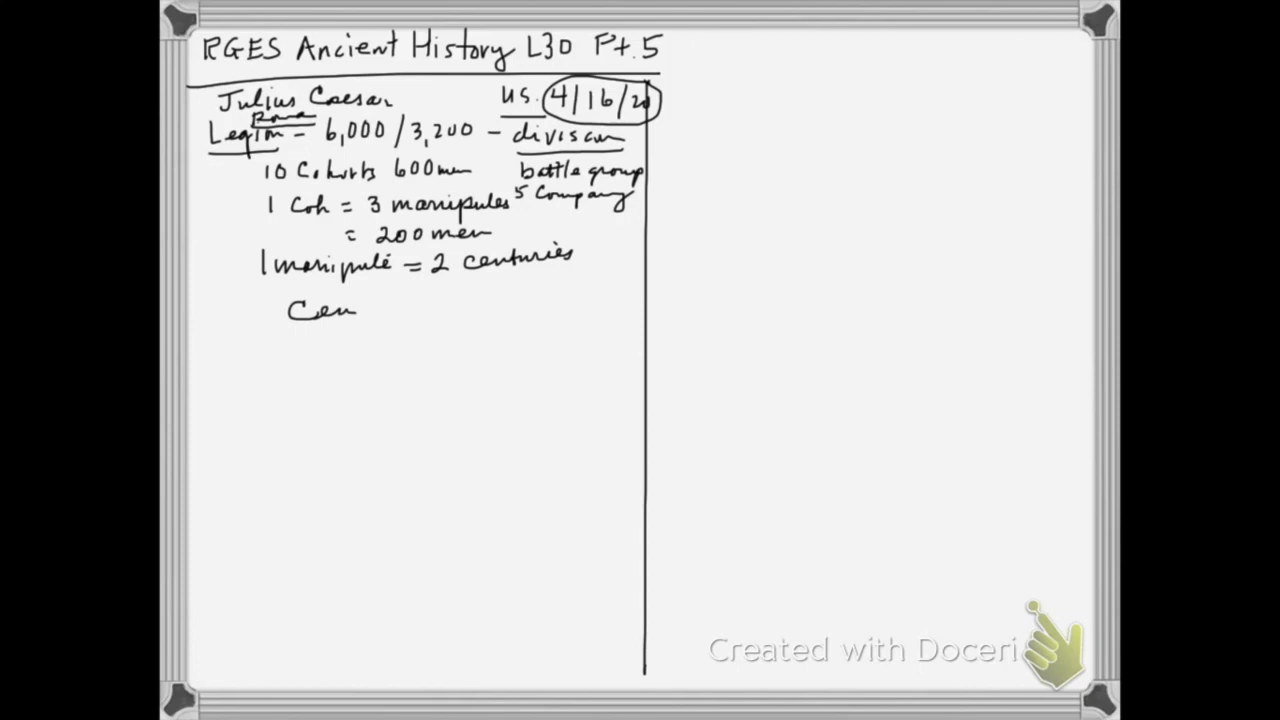 RGES Ancient History L30 Pt.5
Julius Caesar U.S. 4/16/20
Roman
Legion - 6,000/3,200 - division
10 Cohorts 600 men battle group
1 Coh = 3 manipules 5 Company
= 200 men
1 manipule = 2 centuries
Cen
Created with Doceri